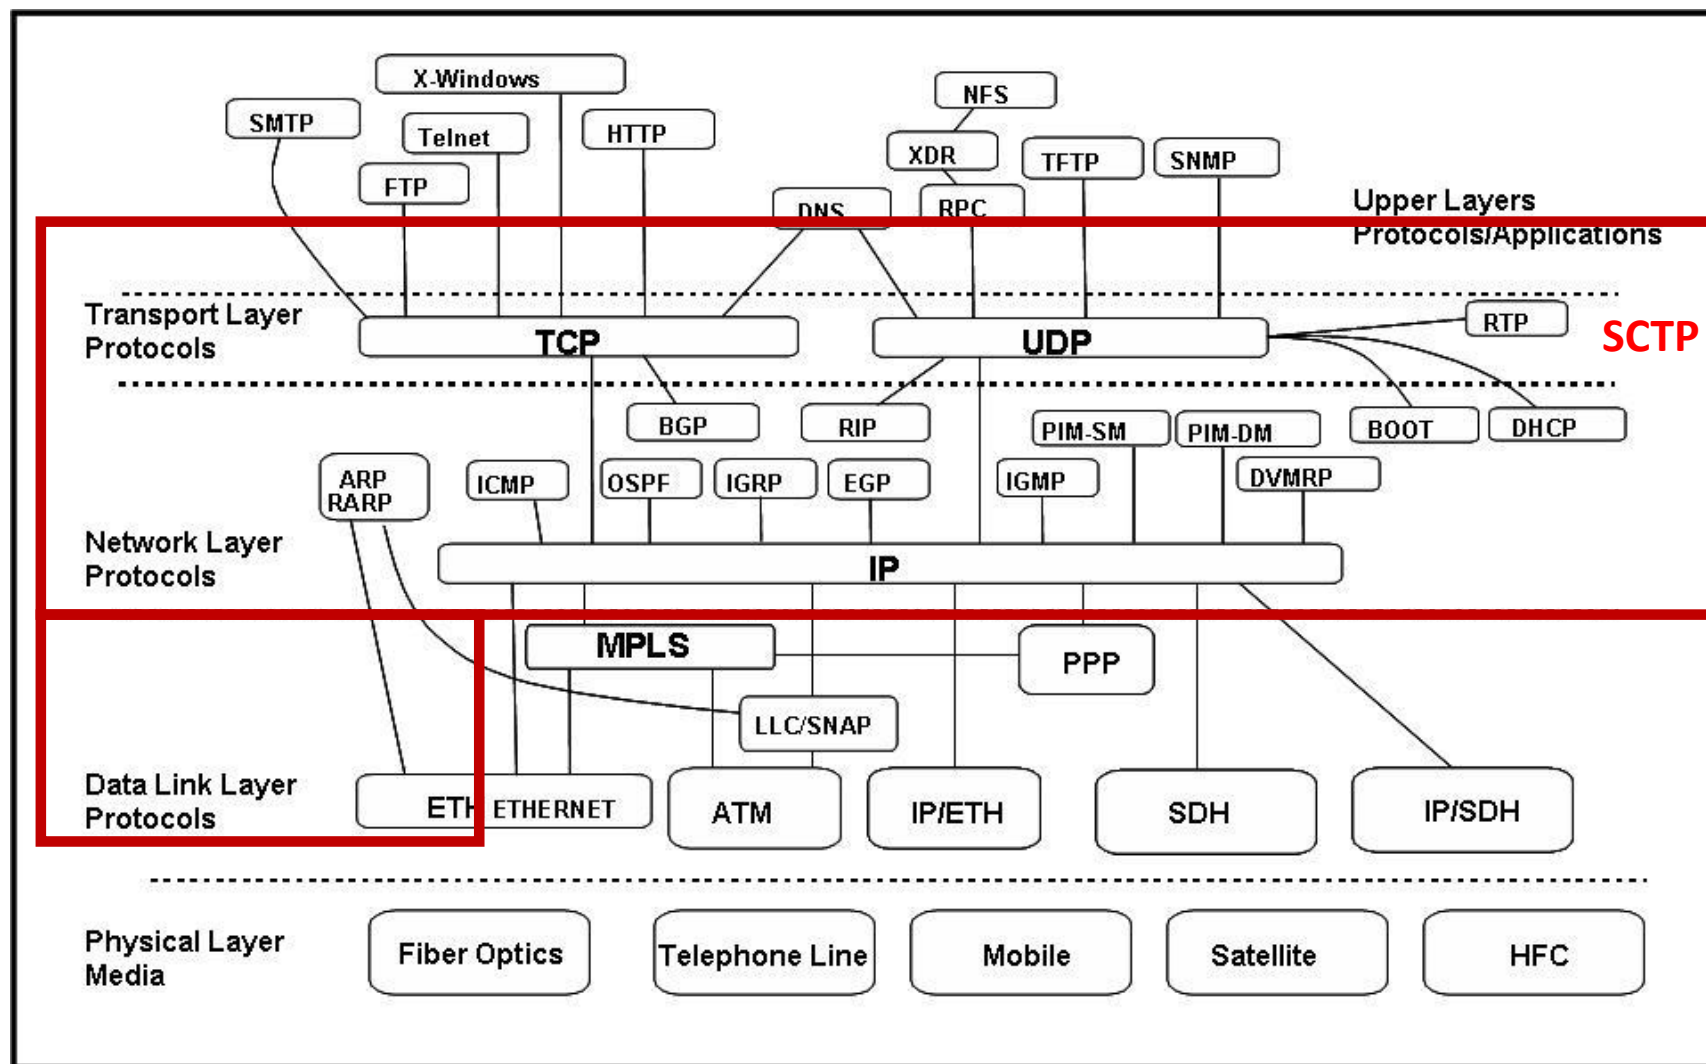 X-Windows
NFS
SMTP
Telnet
HTTP
XDR
TFTP
SNMP
FTP
DNS
RPC
Upper Layers
Protocols/Applications
Transport Layer
Protocols
TCP
UDP
RTP
SCTP
BGP
RIP
PIM-SM
PIM-DM
BOOT
DHCP
ARP
RARP
ICMP
OSPF
IGRP
EGP
IGMP
DVMRP
Network Layer
Protocols
IP
MPLS
PPP
LLC/SNAP
Data Link Layer
Protocols
ETH
ETHERNET
ATM
IP/ETH
SDH
IP/SDH
Physical Layer
Media
Fiber Optics
Telephone Line
Mobile
Satellite
HFC